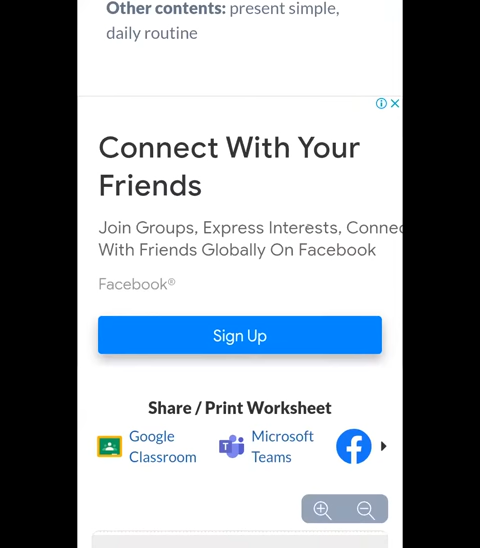 Other contents: present simple,
daily routine
Connect With Your
Friends
Join Groups, Express Interests, Connec
With Friends Globally On Facebook
Facebook®
Sign Up
Share / Print Worksheet
Google
Classroom
Microsoft
Teams